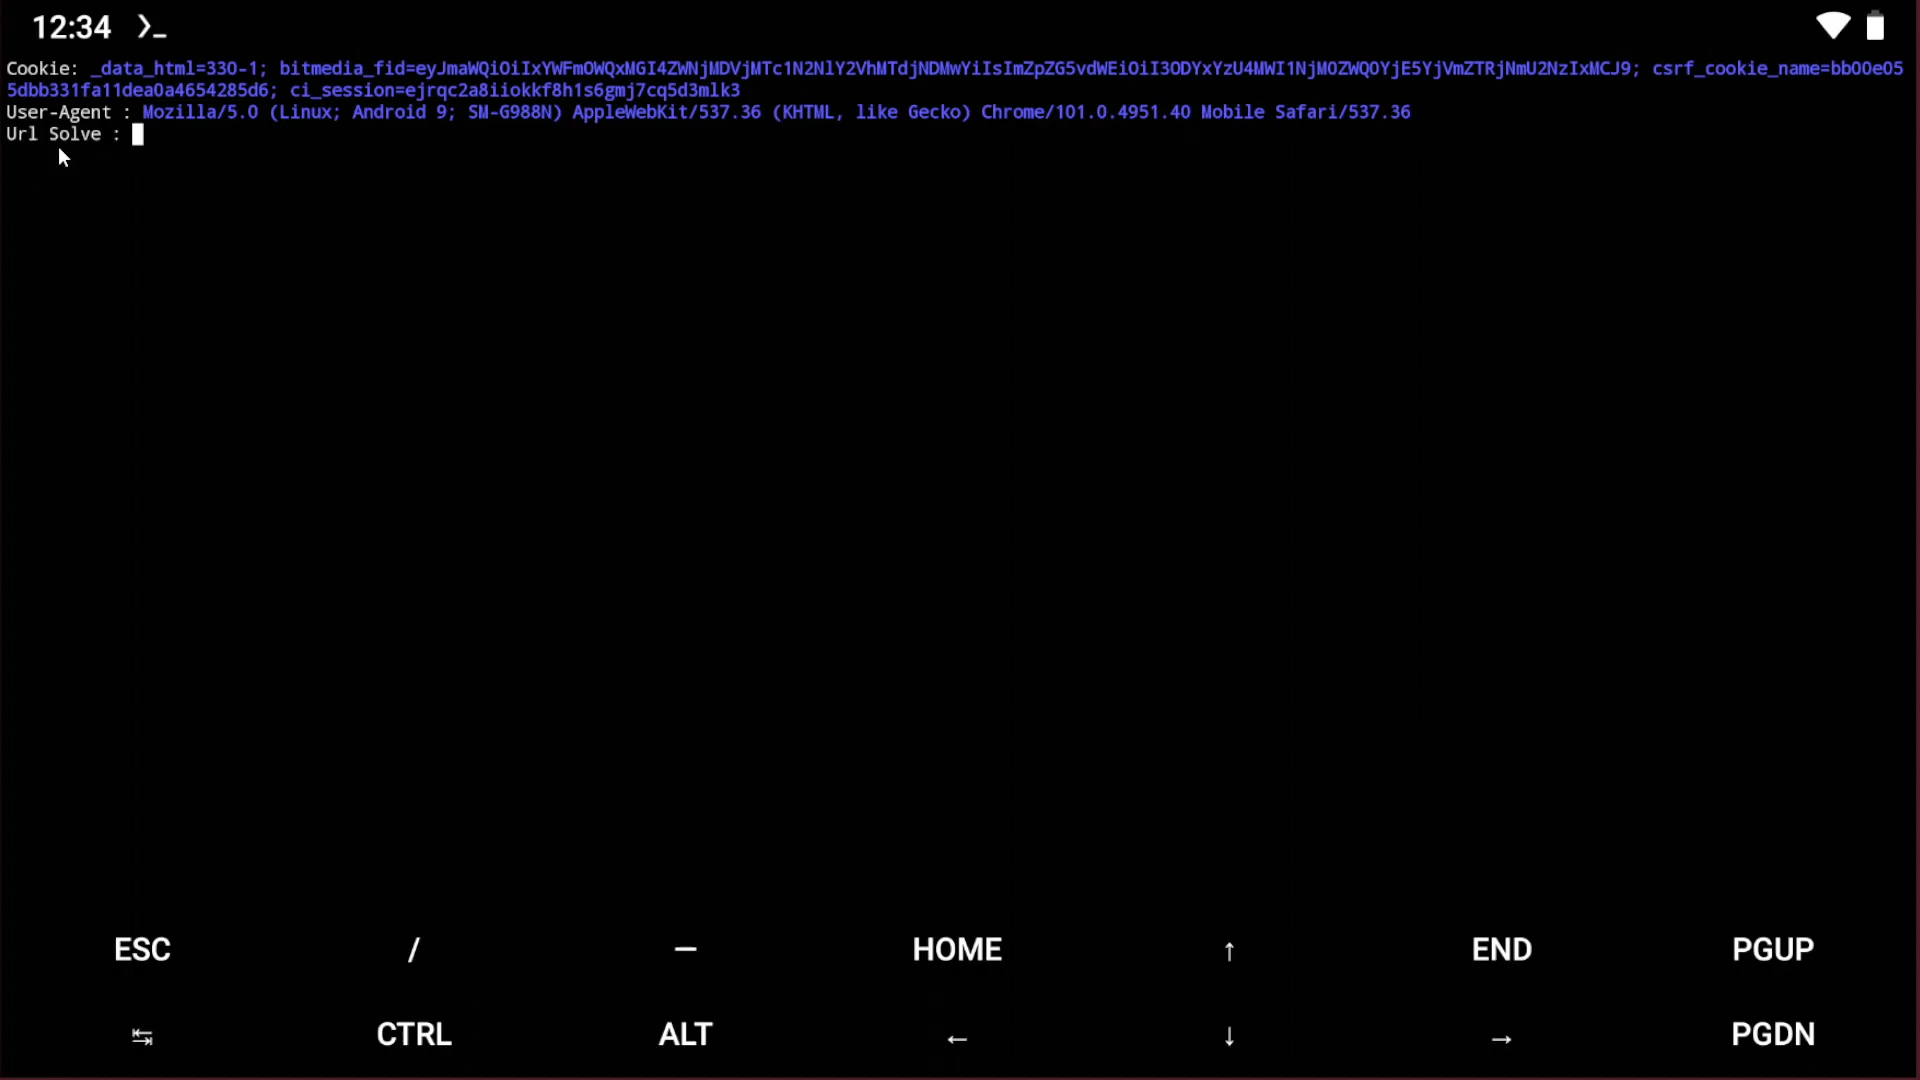 12:34
Cookie: _data_html=330-1; bitmedia_fid=eyJmaWQiOiIxYWFmOWQxMGI4ZWNjMDVjMTc1N2NlY2VhMTdjNDMwYiIsImZpZG5vdWEiOiI3ODYxYzU4MWI1NjM0ZWQ0YjE5YjVmZTRjNmU2NzIxMCJ9; csrf_cookie_name=bb00e05
5dbb331fa11dea0a4654285d6; ci_session=ejrqc2a8iiokkf8h1s6gmj7cq5d3mlk3
User-Agent : Mozilla/5.0 (Linux; Android 9; SM-G988N) AppleWebKit/537.36 (KHTML, like Gecko) Chrome/101.0.4951.40 Mobile Safari/537.36
Url Solve :
ESC / — HOME ↑ END PGUP
↹ CTRL ALT ← ↓ → PGDN